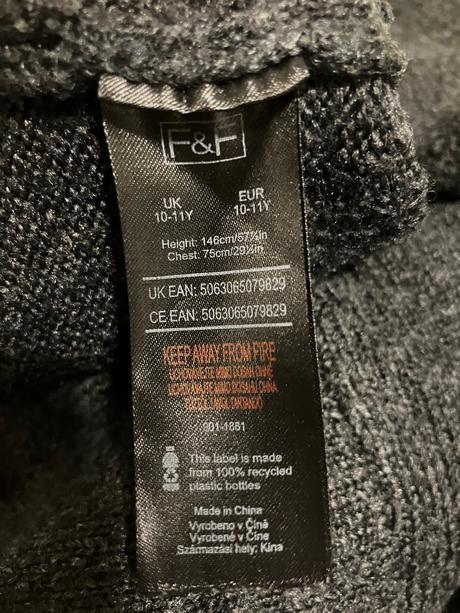 F&F
UK EUR
10-11Y 10-11Y
Height: 146cm/57½in
Chest: 75cm/29½in
UK EAN: 5063065079829
CE EAN: 5063065079829
KEEP AWAY FROM FIRE
901-1861
This label is made
from 100% recycled
plastic bottles
Made in China
Vyrobeno v Číně
Vyrobené v Číne
Származási hely: Kína